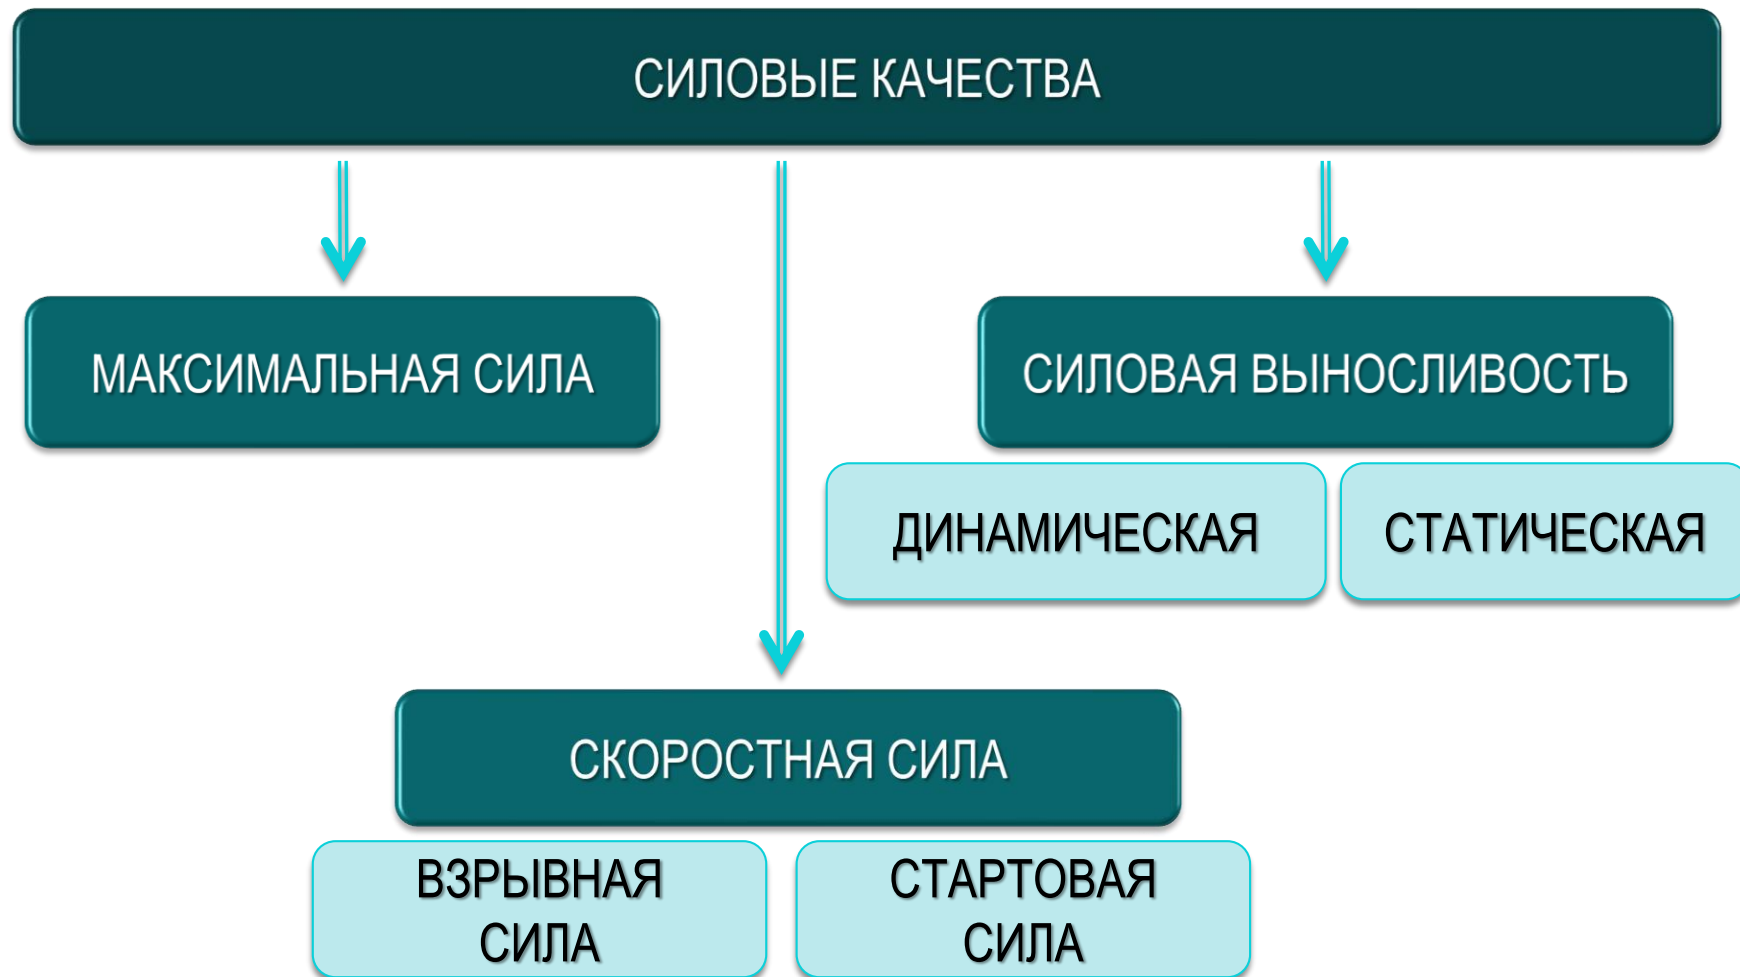 СИЛОВЫЕ КАЧЕСТВА
МАКСИМАЛЬНАЯ СИЛА
СИЛОВАЯ ВЫНОСЛИВОСТЬ
ДИНАМИЧЕСКАЯ
СТАТИЧЕСКАЯ
СКОРОСТНАЯ СИЛА
ВЗРЫВНАЯ
СИЛА
СТАРТОВАЯ
СИЛА